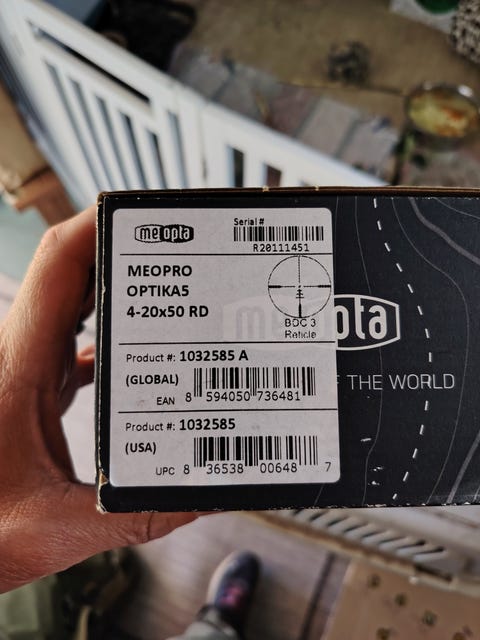 meopta
Serial #
R20111451
MEOPRO
OPTIKA5
4-20x50 RD
BDC 3
Reticle
Product #: 1032585 A
(GLOBAL)
EAN 8 594050 736481
Product #: 1032585
(USA)
UPC 8 36538 00648 7
meopta
THE WORLD